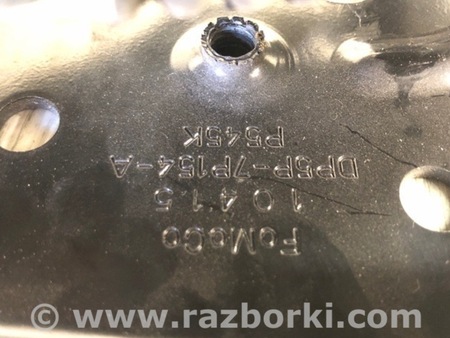 FoMoCo
10415
DP5P-7P154-A
P545K
© www.razborki.com